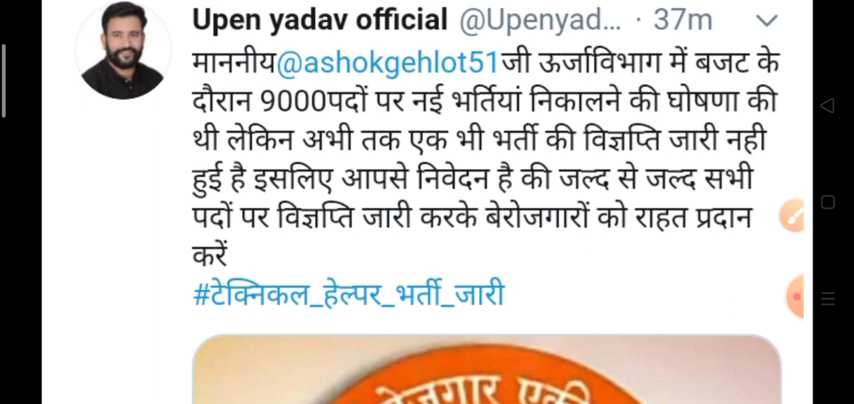 Upen yadav official @Upenyad... · 37m
माननीय@ashokgehlot51जी ऊर्जाविभाग में बजट के
दौरान 9000पदों पर नई भर्तियां निकालने की घोषणा की
थी लेकिन अभी तक एक भी भर्ती की विज्ञप्ति जारी नही
हुई है इसलिए आपसे निवेदन है की जल्द से जल्द सभी
पदों पर विज्ञप्ति जारी करके बेरोजगारों को राहत प्रदान
करें
#टेक्निकल_हेल्पर_भर्ती_जारी